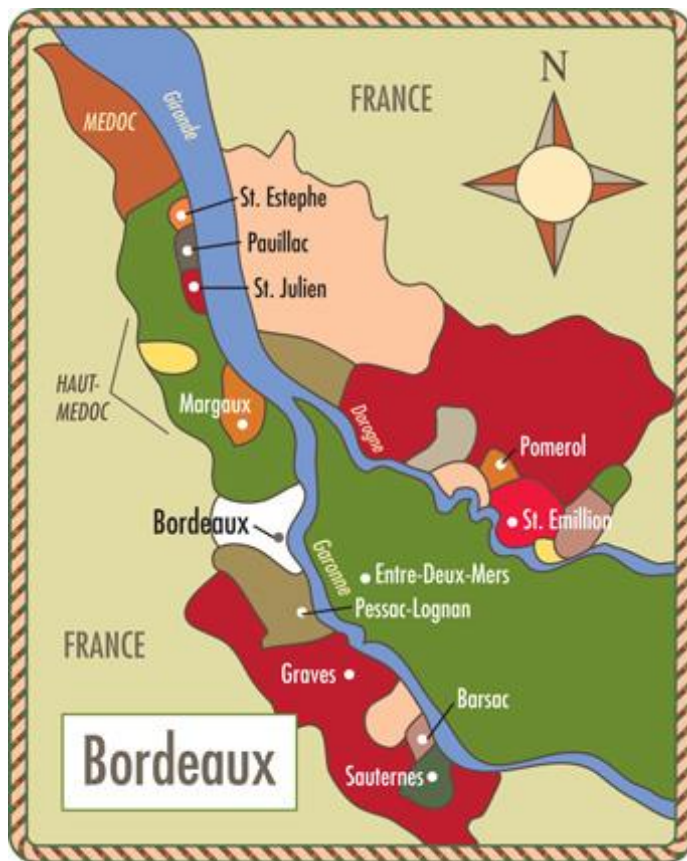 N
FRANCE
MEDOC
Gironde
St. Estephe
Pauillac
St. Julien
HAUT-
MEDOC
Margaux
Dorogne
Pomerol
St. Emillion
Bordeaux
Garonne
Entre-Deux-Mers
Pessac-Lognan
FRANCE
Graves
Barsac
Sauternes
Bordeaux